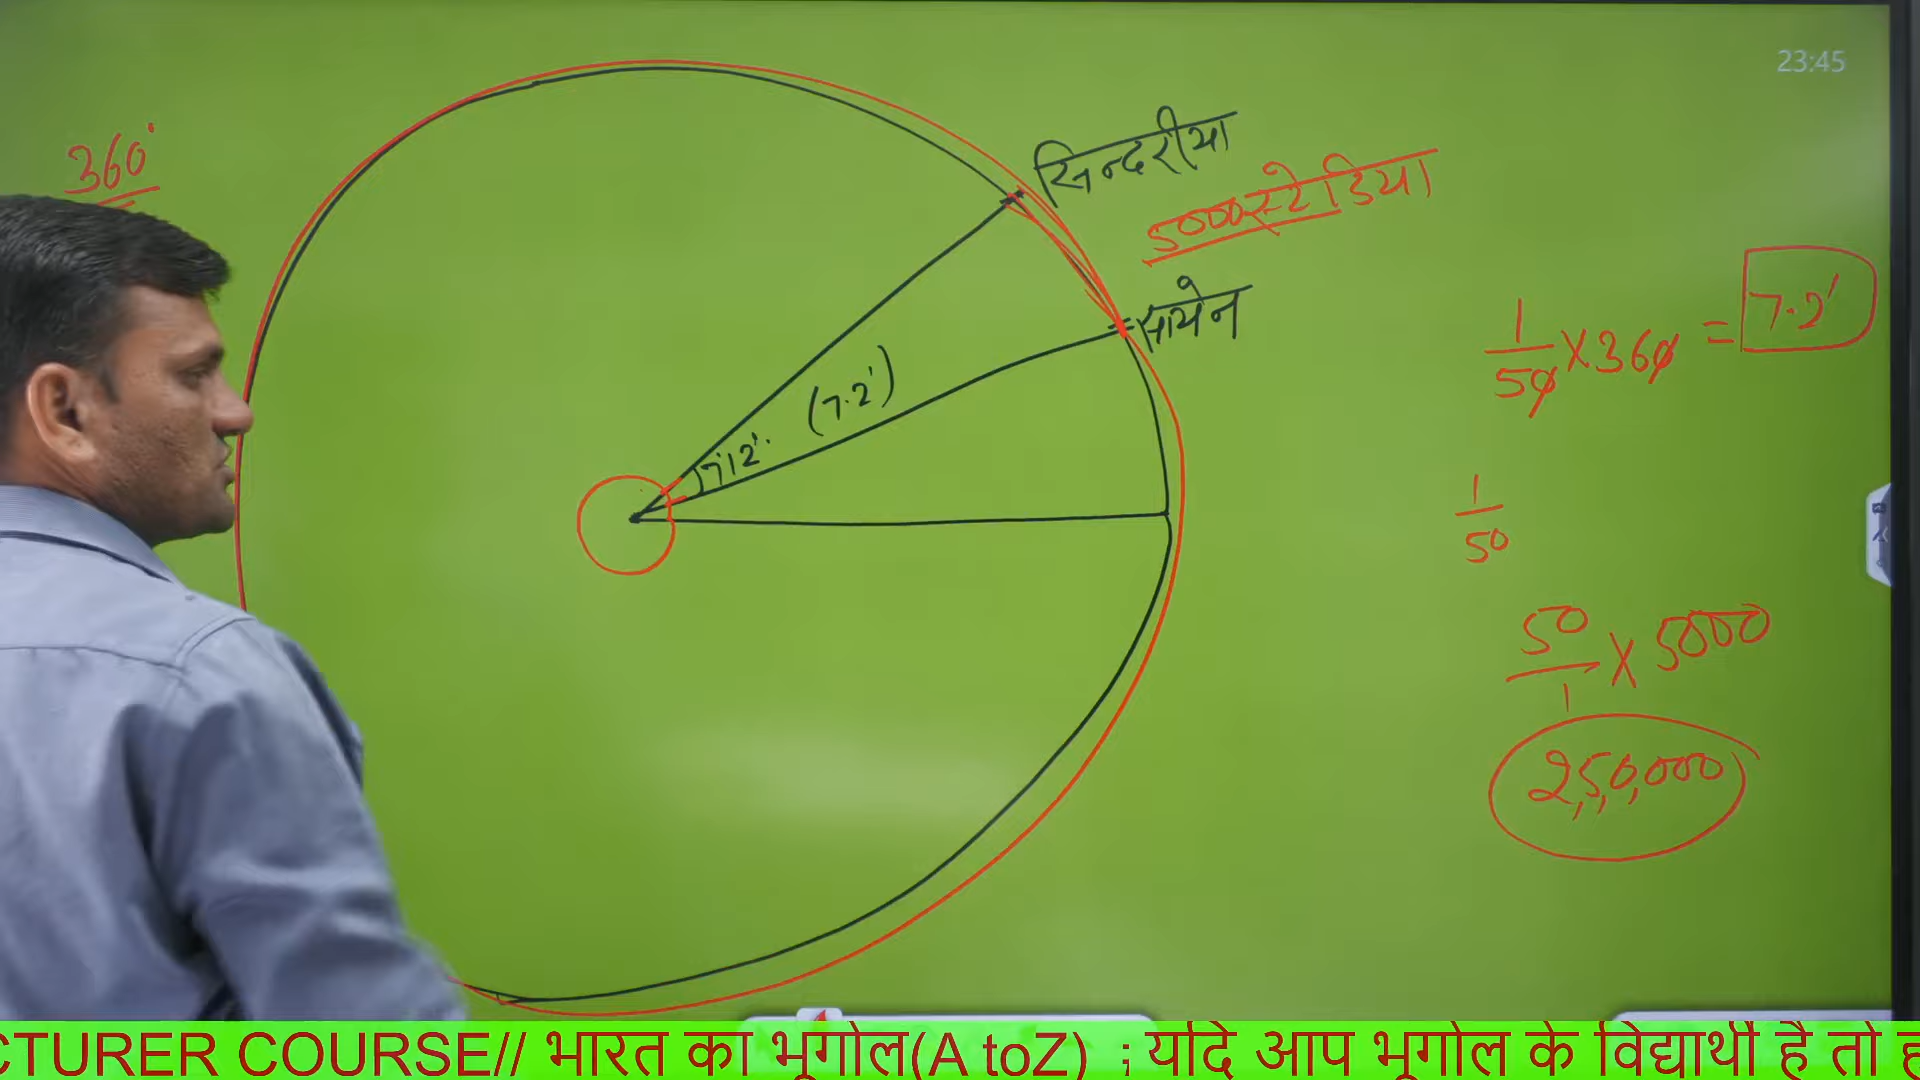 23:45
360°
सिन्दरीया
5000 स्टेडिया
सायेन
(7.2')
7°12'
1/50 × 360 = 7.2'
1/50
50/1 × 5000
2,50,000
CTURER COURSE// भारत का भूगोल(A toZ) ; यदि आप भूगोल के विद्यार्थी है तो ह